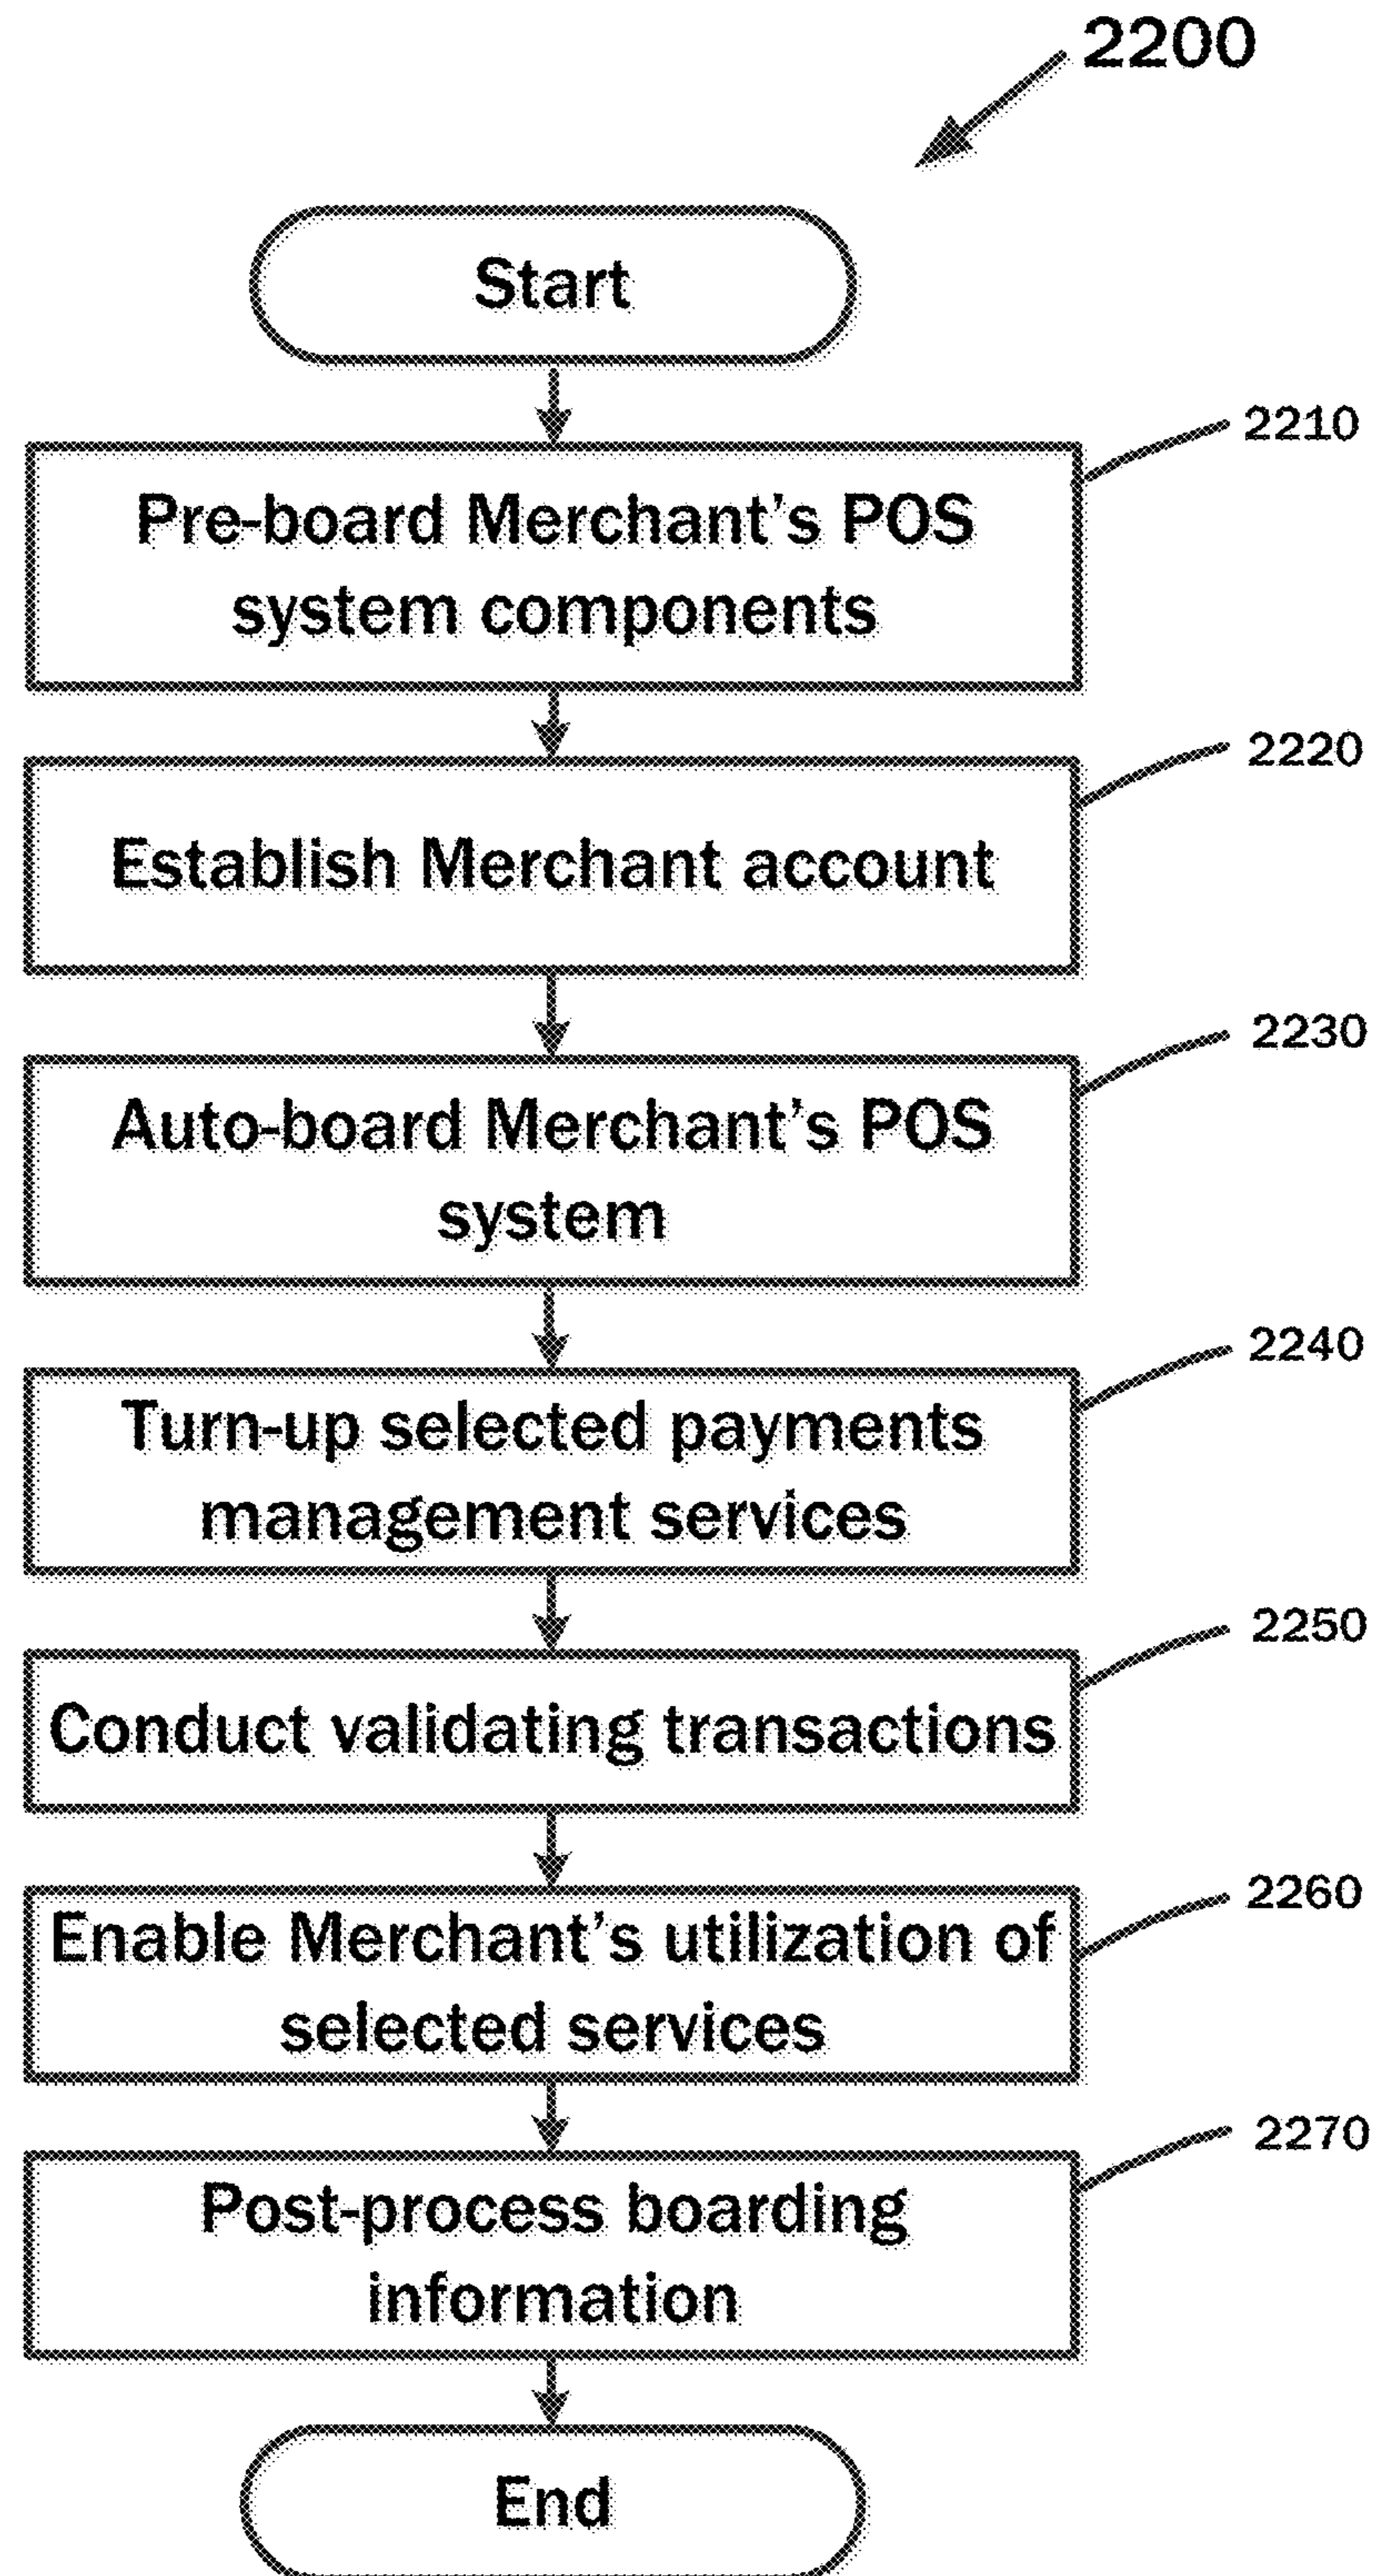 2200
Start
2210
Pre-board Merchant's POS
system components
2220
Establish Merchant account
2230
Auto-board Merchant's POS
system
2240
Turn-up selected payments
management services
2250
Conduct validating transactions
2260
Enable Merchant's utilization of
selected services
2270
Post-process boarding
information
End